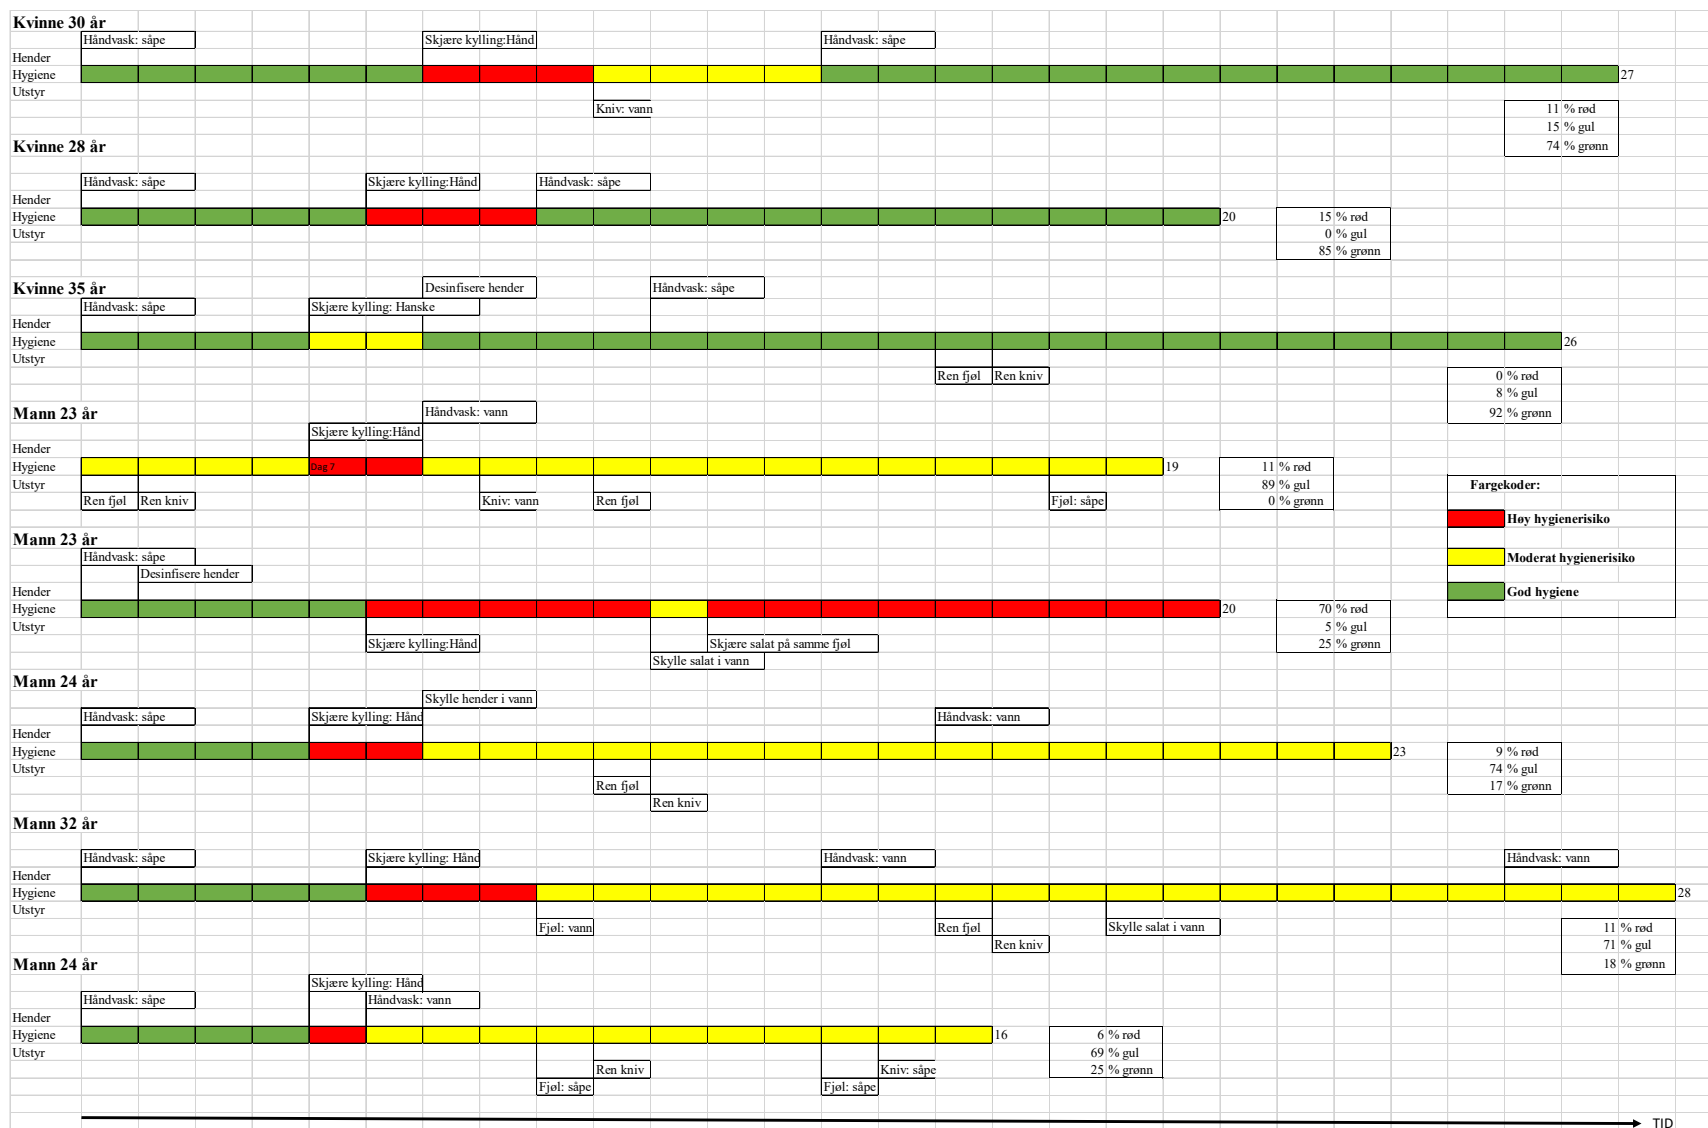 Kvinne 30 år
Håndvask: såpe
Skjære kylling:Hånd
Håndvask: såpe
Hender
Hygiene
27
Utstyr
Kniv: vann
11 % rød
15 % gul
74 % grønn
Kvinne 28 år
Håndvask: såpe
Skjære kylling:Hånd
Håndvask: såpe
Hender
Hygiene
20
15 % rød
Utstyr
0 % gul
85 % grønn
Kvinne 35 år
Desinfisere hender
Håndvask: såpe
Håndvask: såpe
Skjære kylling: Hanske
Hender
Hygiene
26
Utstyr
Ren fjøl
Ren kniv
0 % rød
8 % gul
92 % grønn
Mann 23 år
Håndvask: vann
Skjære kylling:Hånd
Hender
Hygiene
Dag 7
19
11 % rød
Utstyr
89 % gul
Ren fjøl
Ren kniv
Kniv: vann
Ren fjøl
Fjøl: såpe
0 % grønn
Fargekoder:
Høy hygienerisiko
Moderat hygienerisiko
God hygiene
Mann 23 år
Håndvask: såpe
Desinfisere hender
Hender
Hygiene
20
70 % rød
Utstyr
5 % gul
Skjære kylling:Hånd
Skjære salat på samme fjøl
25 % grønn
Skylle salat i vann
Mann 24 år
Skylle hender i vann
Håndvask: såpe
Skjære kylling: Hånd
Håndvask: vann
Hender
Hygiene
23
9 % rød
Utstyr
74 % gul
Ren fjøl
17 % grønn
Ren kniv
Mann 32 år
Håndvask: såpe
Skjære kylling: Hånd
Håndvask: vann
Håndvask: vann
Hender
Hygiene
28
Utstyr
Fjøl: vann
Ren fjøl
Skylle salat i vann
11 % rød
Ren kniv
71 % gul
18 % grønn
Mann 24 år
Skjære kylling: Hånd
Håndvask: såpe
Håndvask: vann
Hender
Hygiene
16
6 % rød
Utstyr
69 % gul
Ren kniv
Kniv: såpe
25 % grønn
Fjøl: såpe
Fjøl: såpe
TID